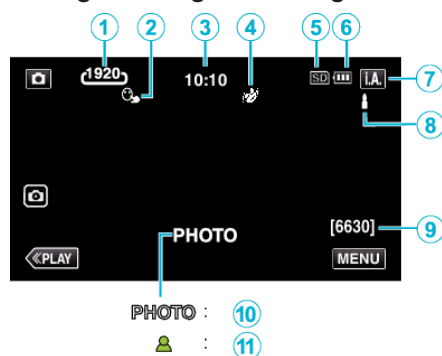 1 2 3 4 5 6
1920 10:10 SD i.A. 7
8
PHOTO [6630] 9
≪PLAY MENU
PHOTO : 10
: 11